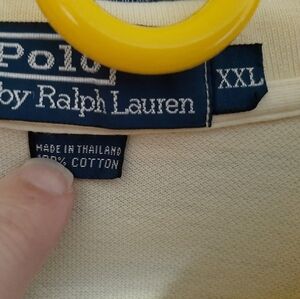 Polo
by Ralph Lauren
XXL
MADE IN THAILAND
100% COTTON